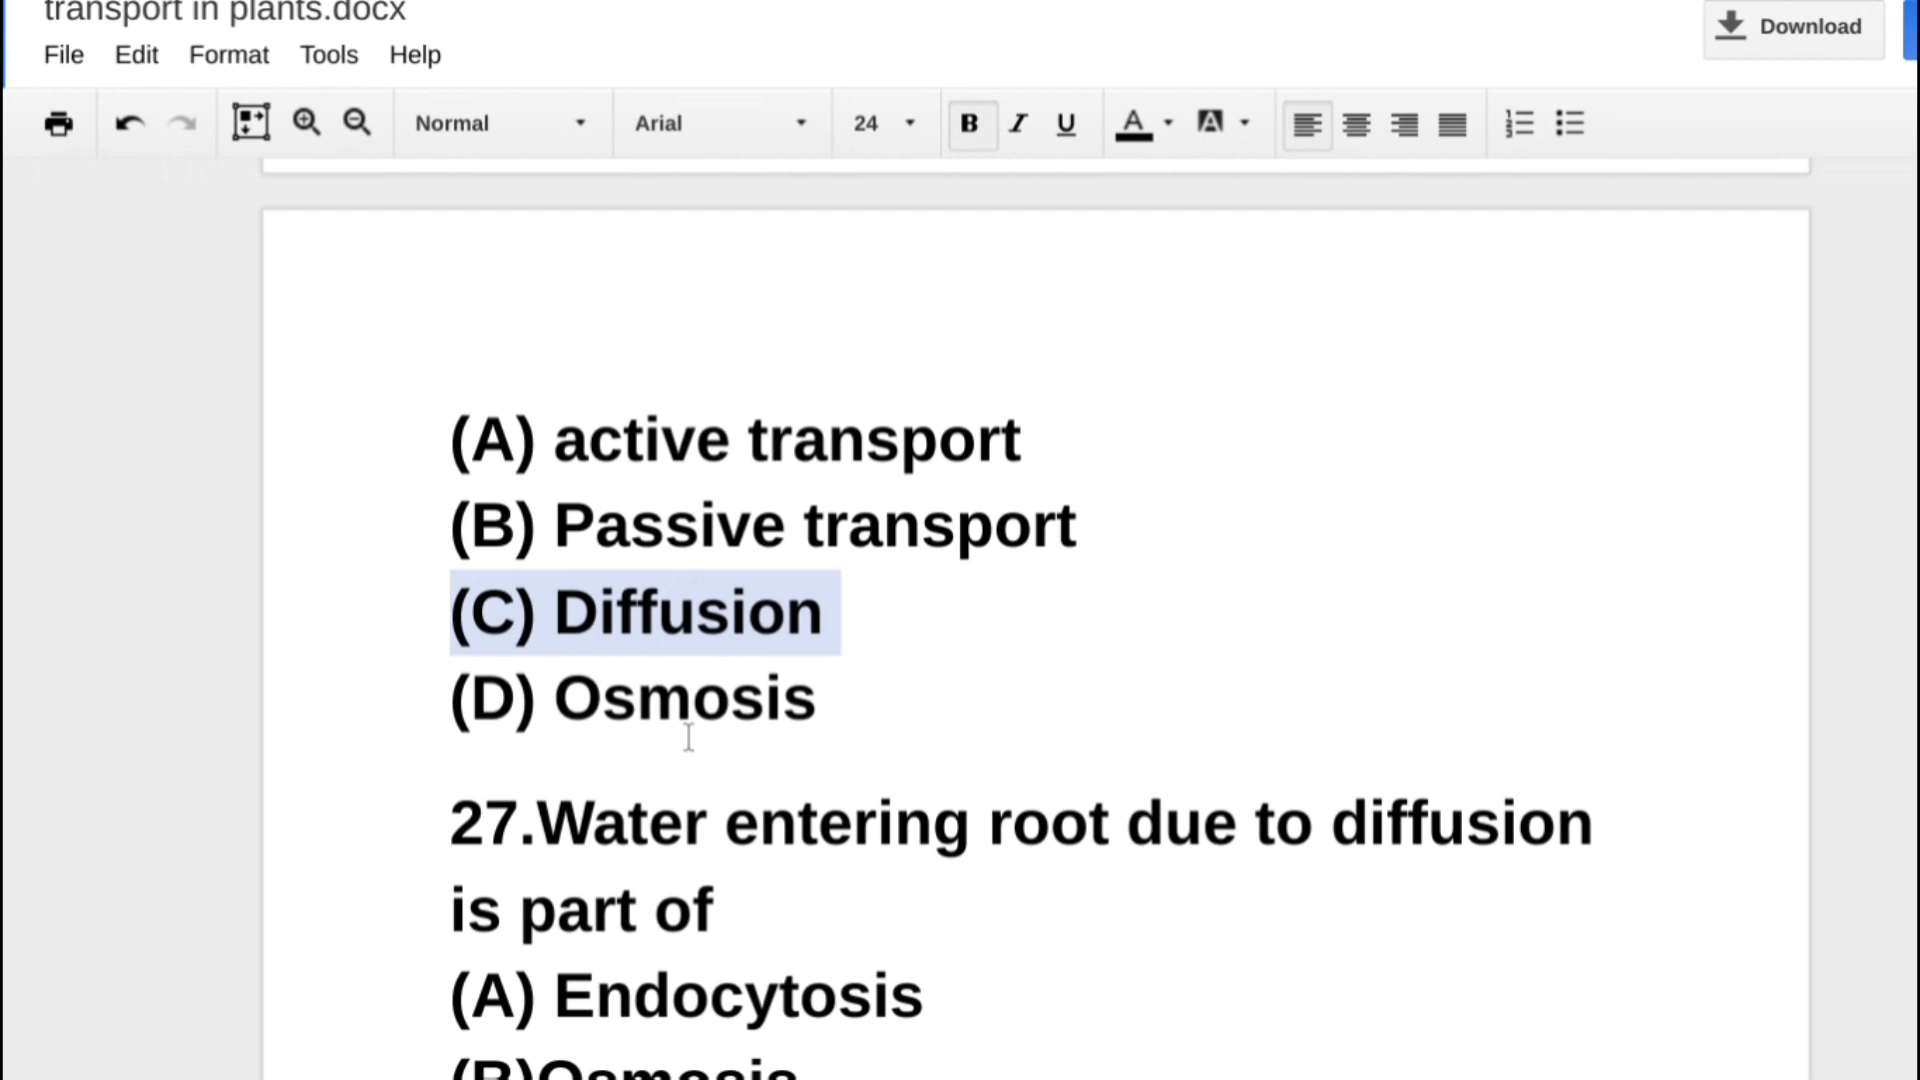 transport in plants.docx
Download
File Edit Format Tools Help
Normal Arial 24 B I U A A
(A) active transport
(B) Passive transport
(C) Diffusion
(D) Osmosis
27.Water entering root due to diffusion
is part of
(A) Endocytosis
(B)Osmosis